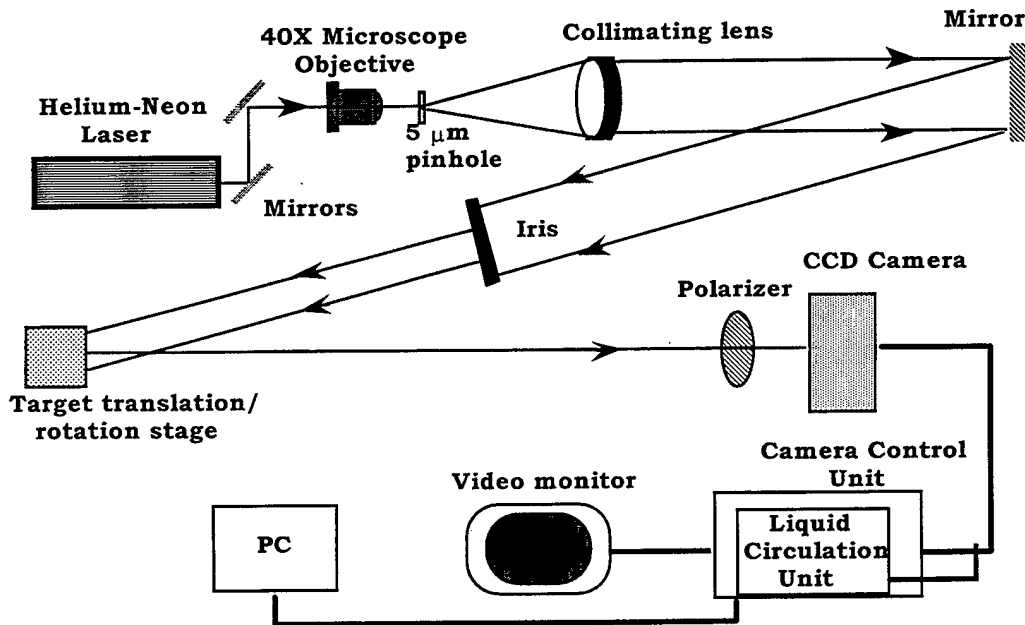 Mirror
40X Microscope
Objective
Collimating lens
Helium-Neon
Laser
5 μm
pinhole
Mirrors
Iris
CCD Camera
Polarizer
Target translation/
rotation stage
Camera Control
Unit
Video monitor
PC
Liquid
Circulation
Unit